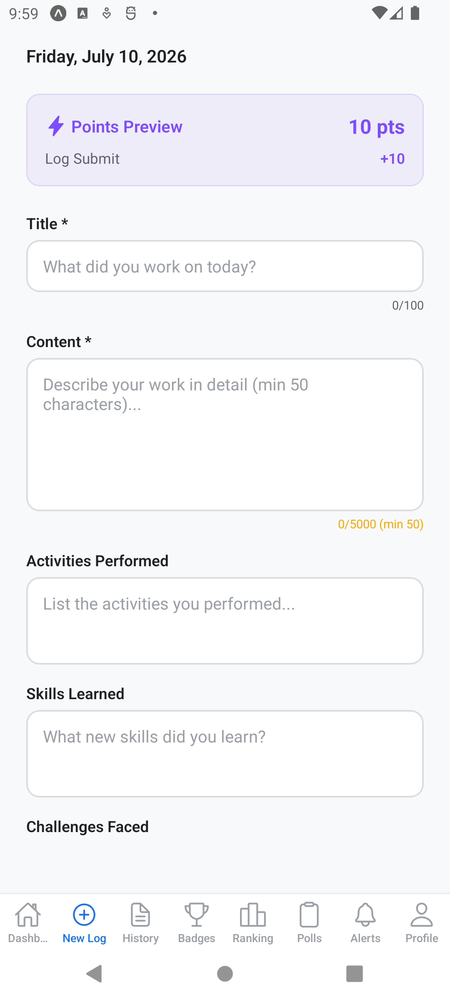 9:59
Friday, July 10, 2026
Points Preview
10 pts
Log Submit
+10
Title *
What did you work on today?
0/100
Content *
Describe your work in detail (min 50
characters)...
0/5000 (min 50)
Activities Performed
List the activities you performed...
Skills Learned
What new skills did you learn?
Challenges Faced
Dashb...
New Log
History
Badges
Ranking
Polls
Alerts
Profile